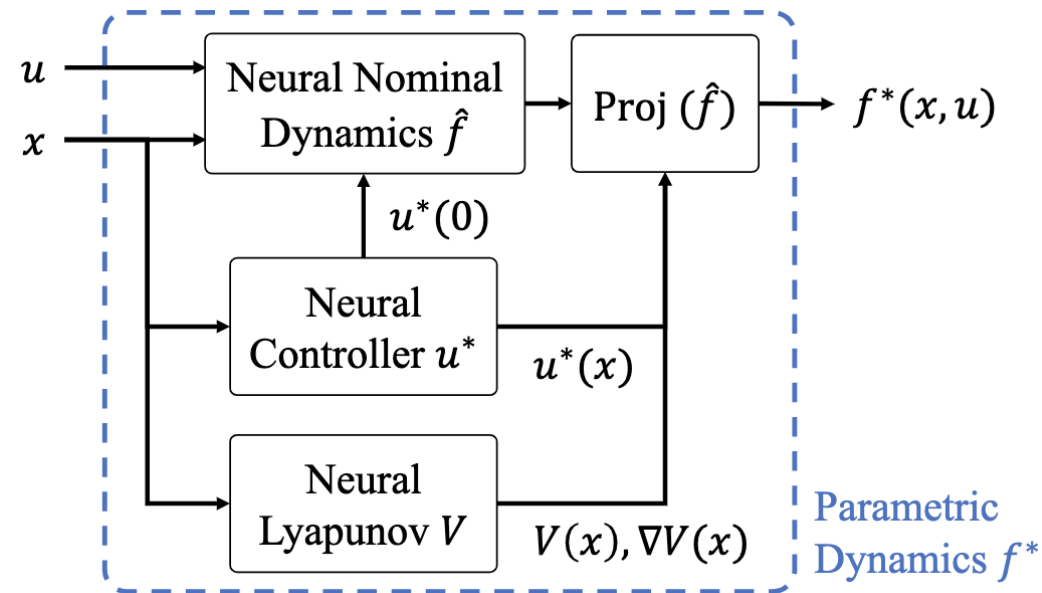 u
x
Neural Nominal
Dynamics f̂
Proj (f̂)
f*(x, u)
u*(0)
Neural
Controller u*
u*(x)
Neural
Lyapunov V
V(x), ∇V(x)
Parametric
Dynamics f*